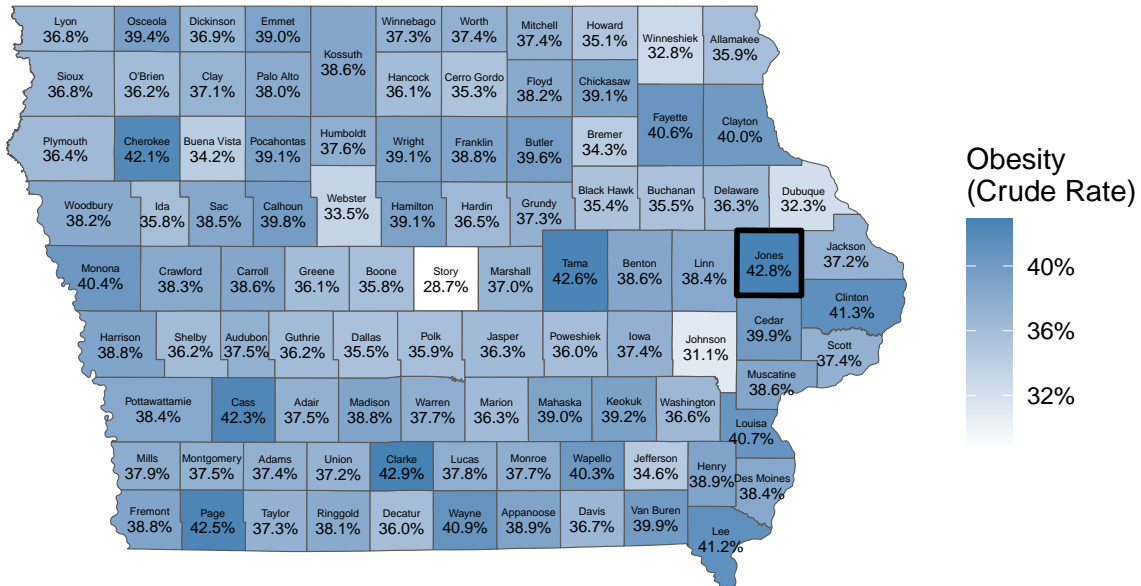 Lyon Osceola Dickinson Emmet Winnebago Worth Mitchell Howard Winneshiek Allamakee
36.8% 39.4% 36.9% 39.0% 37.3% 37.4% 37.4% 35.1% 32.8% 35.9%
Kossuth
38.6%
Sioux O'Brien Clay Palo Alto Hancock Cerro Gordo Floyd Chickasaw
36.8% 36.2% 37.1% 38.0% 36.1% 35.3% 38.2% 39.1%
Fayette Clayton
40.6% 40.0%
Plymouth Cherokee Buena Vista Pocahontas Humboldt Wright Franklin Butler Bremer
36.4% 42.1% 34.2% 39.1% 37.6% 39.1% 38.8% 39.6% 34.3%
Woodbury Ida Sac Calhoun Webster Hamilton Hardin Grundy Black Hawk Buchanan Delaware Dubuque
38.2% 35.8% 38.5% 39.8% 33.5% 39.1% 36.5% 37.3% 35.4% 35.5% 36.3% 32.3%
Monona Crawford Carroll Greene Boone Story Marshall Tama Benton Linn Jones Jackson
40.4% 38.3% 38.6% 36.1% 35.8% 28.7% 37.0% 42.6% 38.6% 38.4% 42.8% 37.2%
Clinton
41.3%
Harrison Shelby Audubon Guthrie Dallas Polk Jasper Poweshiek Iowa Johnson Cedar Scott
38.8% 36.2% 37.5% 36.2% 35.5% 35.9% 36.3% 36.0% 37.4% 31.1% 39.9% 37.4%
Muscatine
38.6%
Pottawattamie Cass Adair Madison Warren Marion Mahaska Keokuk Washington Louisa
38.4% 42.3% 37.5% 38.8% 37.7% 36.3% 39.0% 39.2% 36.6% 40.7%
Mills Montgomery Adams Union Clarke Lucas Monroe Wapello Jefferson Henry Des Moines
37.9% 37.5% 37.4% 37.2% 42.9% 37.8% 37.7% 40.3% 34.6% 38.9% 38.4%
Fremont Page Taylor Ringgold Decatur Wayne Appanoose Davis Van Buren Lee
38.8% 42.5% 37.3% 38.1% 36.0% 40.9% 38.9% 36.7% 39.9% 41.2%
Obesity
(Crude Rate)
40%
36%
32%